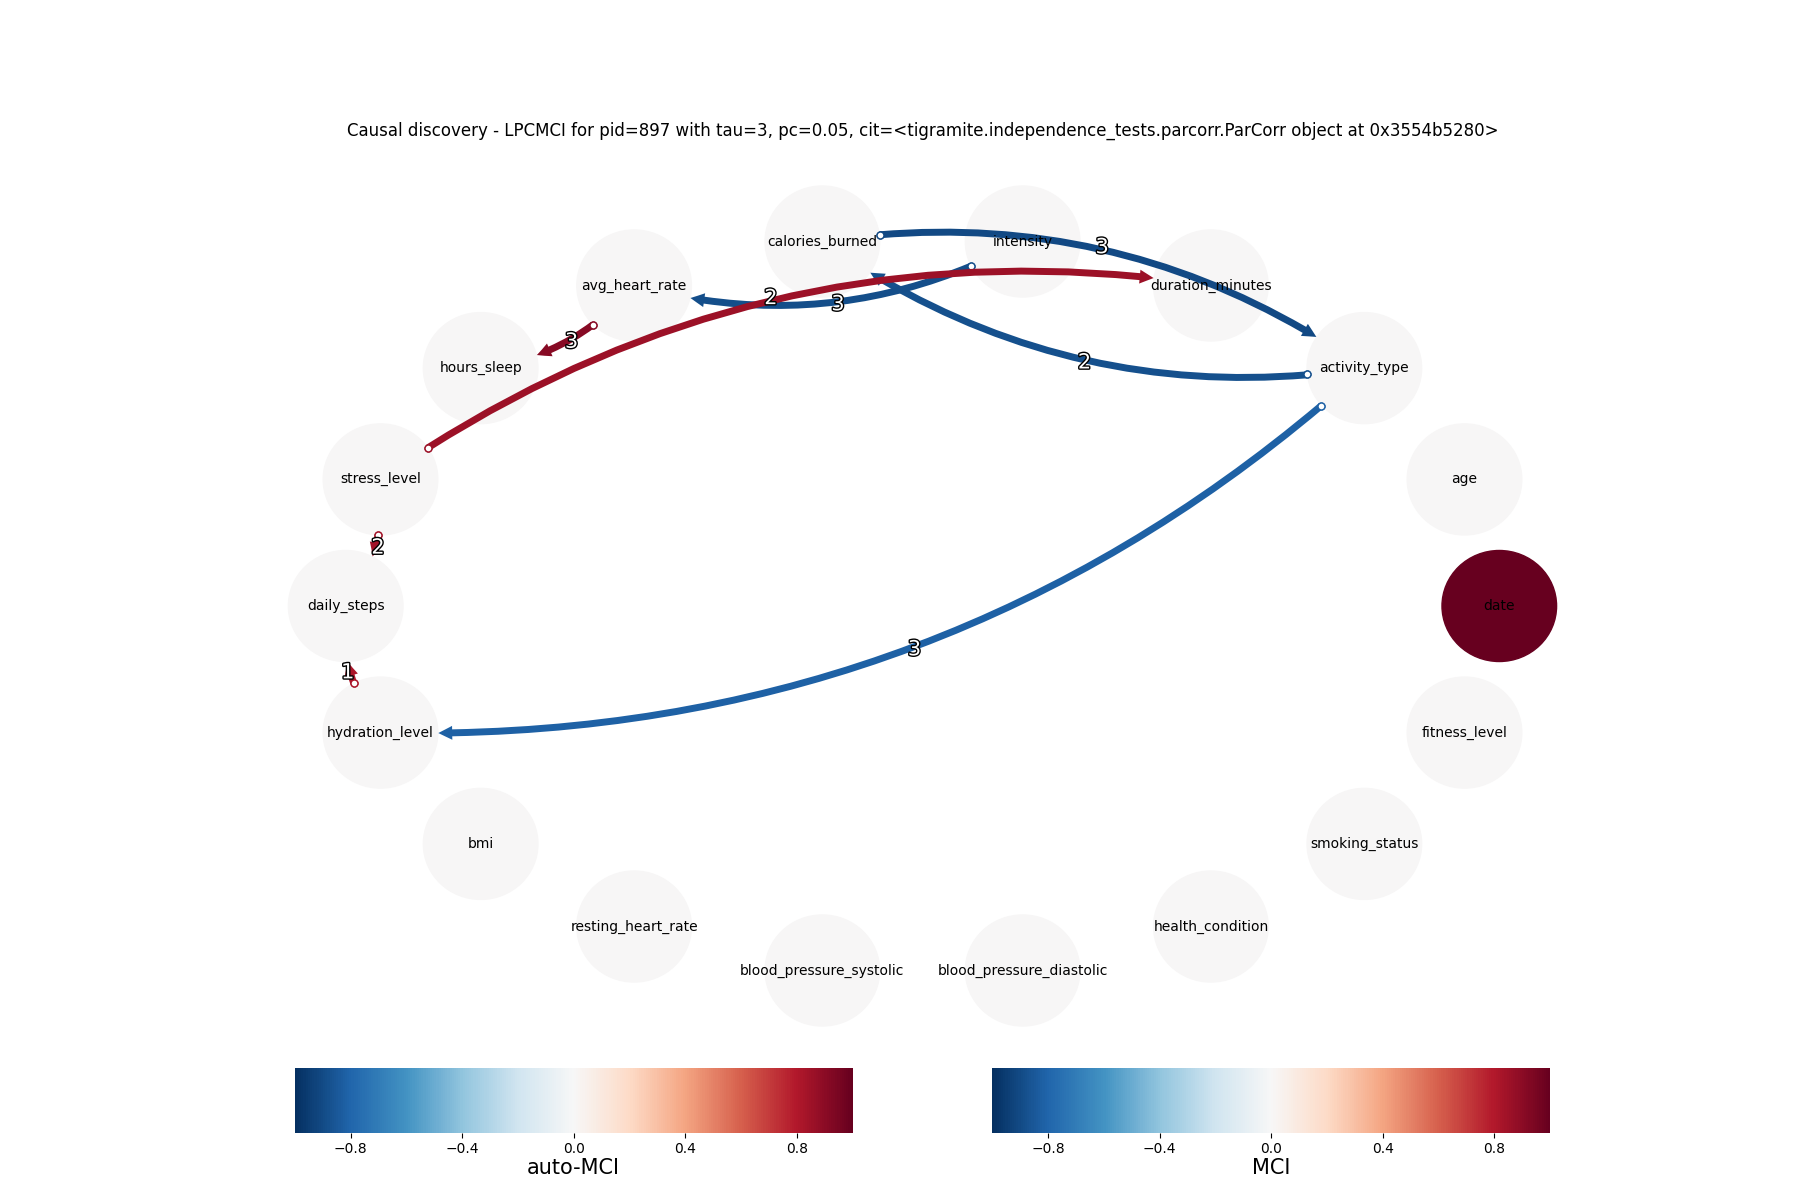 Causal discovery - LPCMCI for pid=897 with tau=3, pc=0.05, cit=<tigramite.independence_tests.parcorr.ParCorr object at 0x3554b5280>
calories_burned
intensity
3
avg_heart_rate
duration_minutes
2
3
3
hours_sleep
2
activity_type
stress_level
age
2
daily_steps
date
3
1
hydration_level
fitness_level
bmi
smoking_status
resting_heart_rate
health_condition
blood_pressure_systolic
blood_pressure_diastolic
−0.8 −0.4 0.0 0.4 0.8
auto-MCI
−0.8 −0.4 0.0 0.4 0.8
MCI